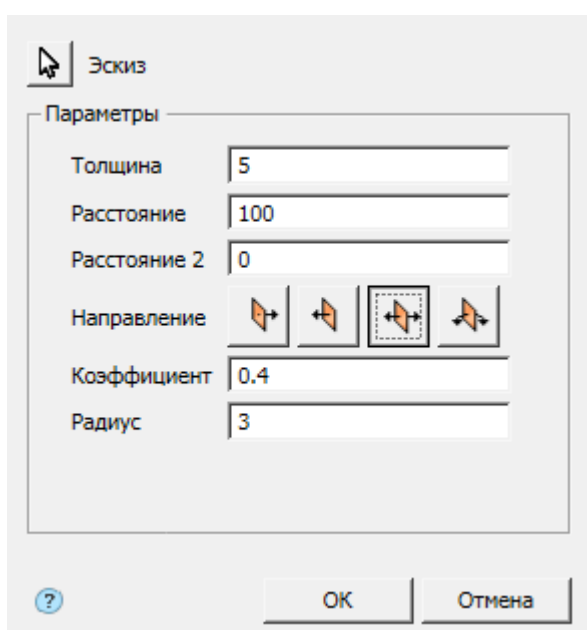 Эскиз
Параметры
Толщина 5
Расстояние 100
Расстояние 2 0
Направление
Коэффициент 0.4
Радиус 3
? OK Отмена